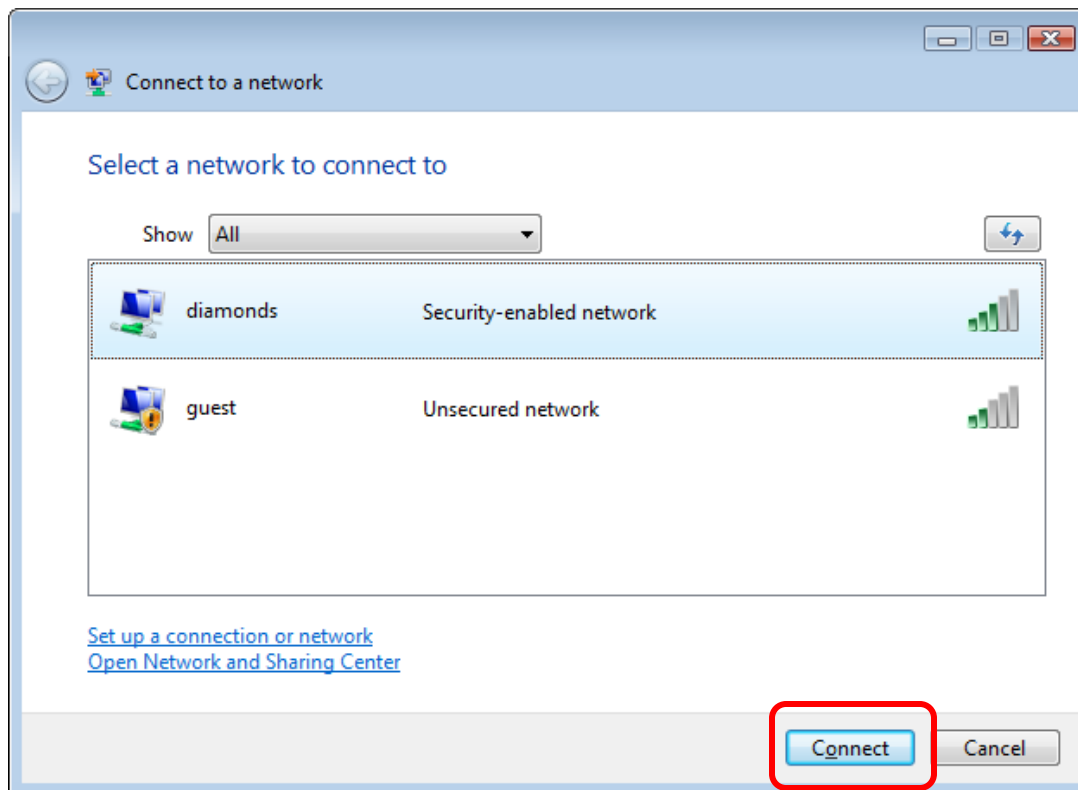 Connect to a network
Select a network to connect to
Show All
diamonds Security-enabled network
guest Unsecured network
Set up a connection or network
Open Network and Sharing Center
Connect Cancel